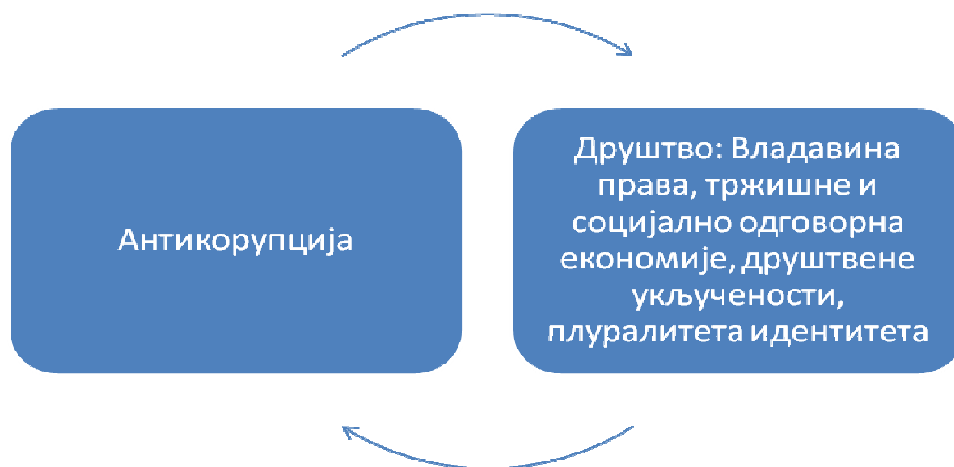 Антикорупција
Друштво: Владавина
права, тржишне и
социјално одговорна
економије, друштвене
укључености,
плуралитета идентитета